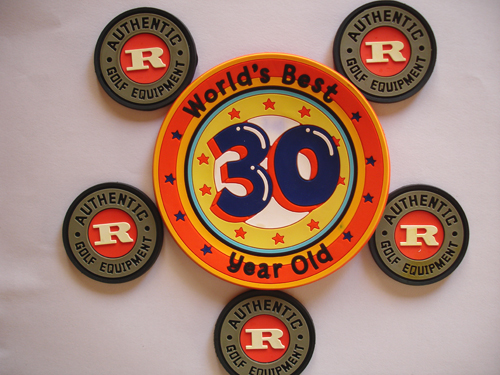 AUTHENTIC
R
GOLF EQUIPMENT
AUTHENTIC
R
GOLF EQUIPMENT
World's Best
30
Year Old
AUTHENTIC
R
GOLF EQUIPMENT
AUTHENTIC
R
GOLF EQUIPMENT
AUTHENTIC
R
GOLF EQUIPMENT